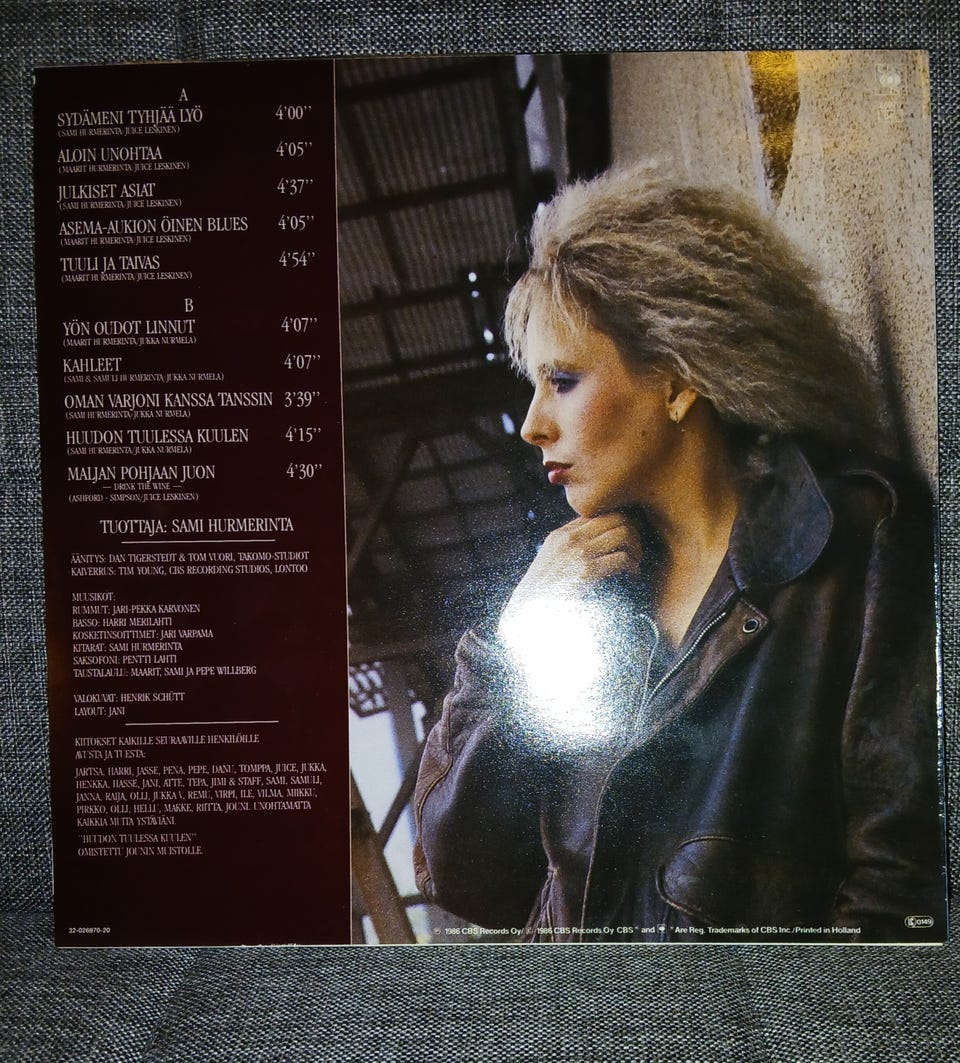 A
SYDÄMENI TYHJÄÄ LYÖ 4'00''
(SAMI HURMERINTA/JUICE LESKINEN)
ALOIN UNOHTAA 4'05''
(MAARIT HURMERINTA/JUICE LESKINEN)
JULKISET ASIAT 4'37''
(SAMI HURMERINTA/JUICE LESKINEN)
ASEMA-AUKION ÖINEN BLUES 4'05''
(MAARIT HURMERINTA/JUICE LESKINEN)
TUULI JA TAIVAS 4'54''
(MAARIT HURMERINTA/JUICE LESKINEN)
B
YÖN OUDOT LINNUT 4'07''
(MAARIT HURMERINTA/JUKKA NURMELA)
KAHLEET 4'07''
(SAMI & SAMULI HURMERINTA/JUKKA NURMELA)
OMAN VARJONI KANSSA TANSSIN 3'39''
(SAMI HURMERINTA/JUKKA NURMELA)
HUUDON TUULESSA KUULEN 4'15''
(SAMI HURMERINTA/JUKKA NURMELA)
MALJAN POHJAAN JUON 4'30''
— DRINK THE WINE —
(ASHFORD - SIMPSON/JUICE LESKINEN)
TUOTTAJA: SAMI HURMERINTA
ÄÄNITYS: DAN TIGERSTEDT & TOM VUORI, TAKOMO-STUDIOT
KAIVERRUS: TIM YOUNG, CBS RECORDING STUDIOS, LONTOO
MUUSIKOT:
RUMMUT: JARI-PEKKA KARVONEN
BASSO: HARRI MERILAHTI
KOSKETINSOITTIMET: JARI VARPAMA
KITARAT: SAMI HURMERINTA
SAKSOFONI: PENTTI LAHTI
TAUSTALAULU: MAARIT, SAMI JA PEPE WILLBERG
VALOKUVAT: HENRIK SCHÜTT
LAYOUT: JANI
KIITOKSET KAIKILLE SEURAAVILLE HENKILÖILLE
AVUSTA JA TUESTA:
JARTSA, HARRI, JASSE, PENA, PEPE, DANU, TOMPPA, JUICE, JUKKA,
HENKKA, HASSE, JANI, ATTE, TEPA, JIMI & STAFF, SAMI, SAMULI,
JANNA, RAIJA, OLLI, JUKKA V, REMU, VIRPI, ILE, VILMA, MIIKKU,
PIRKKO, OLLI, HELLU, MAKKE, RIITTA, JOUNI. UNOHTAMATTA
KAIKKIA MUITA YSTÄVIÄNI.
''HUUDON TUULESSA KUULEN''
OMISTETTU JOUNIN MUISTOLLE.
32-026970-20
℗ 1986 CBS Records Oy/ © 1986 CBS Records Oy CBS" and " " Are Reg. Trademarks of CBS Inc./Printed in Holland
0149